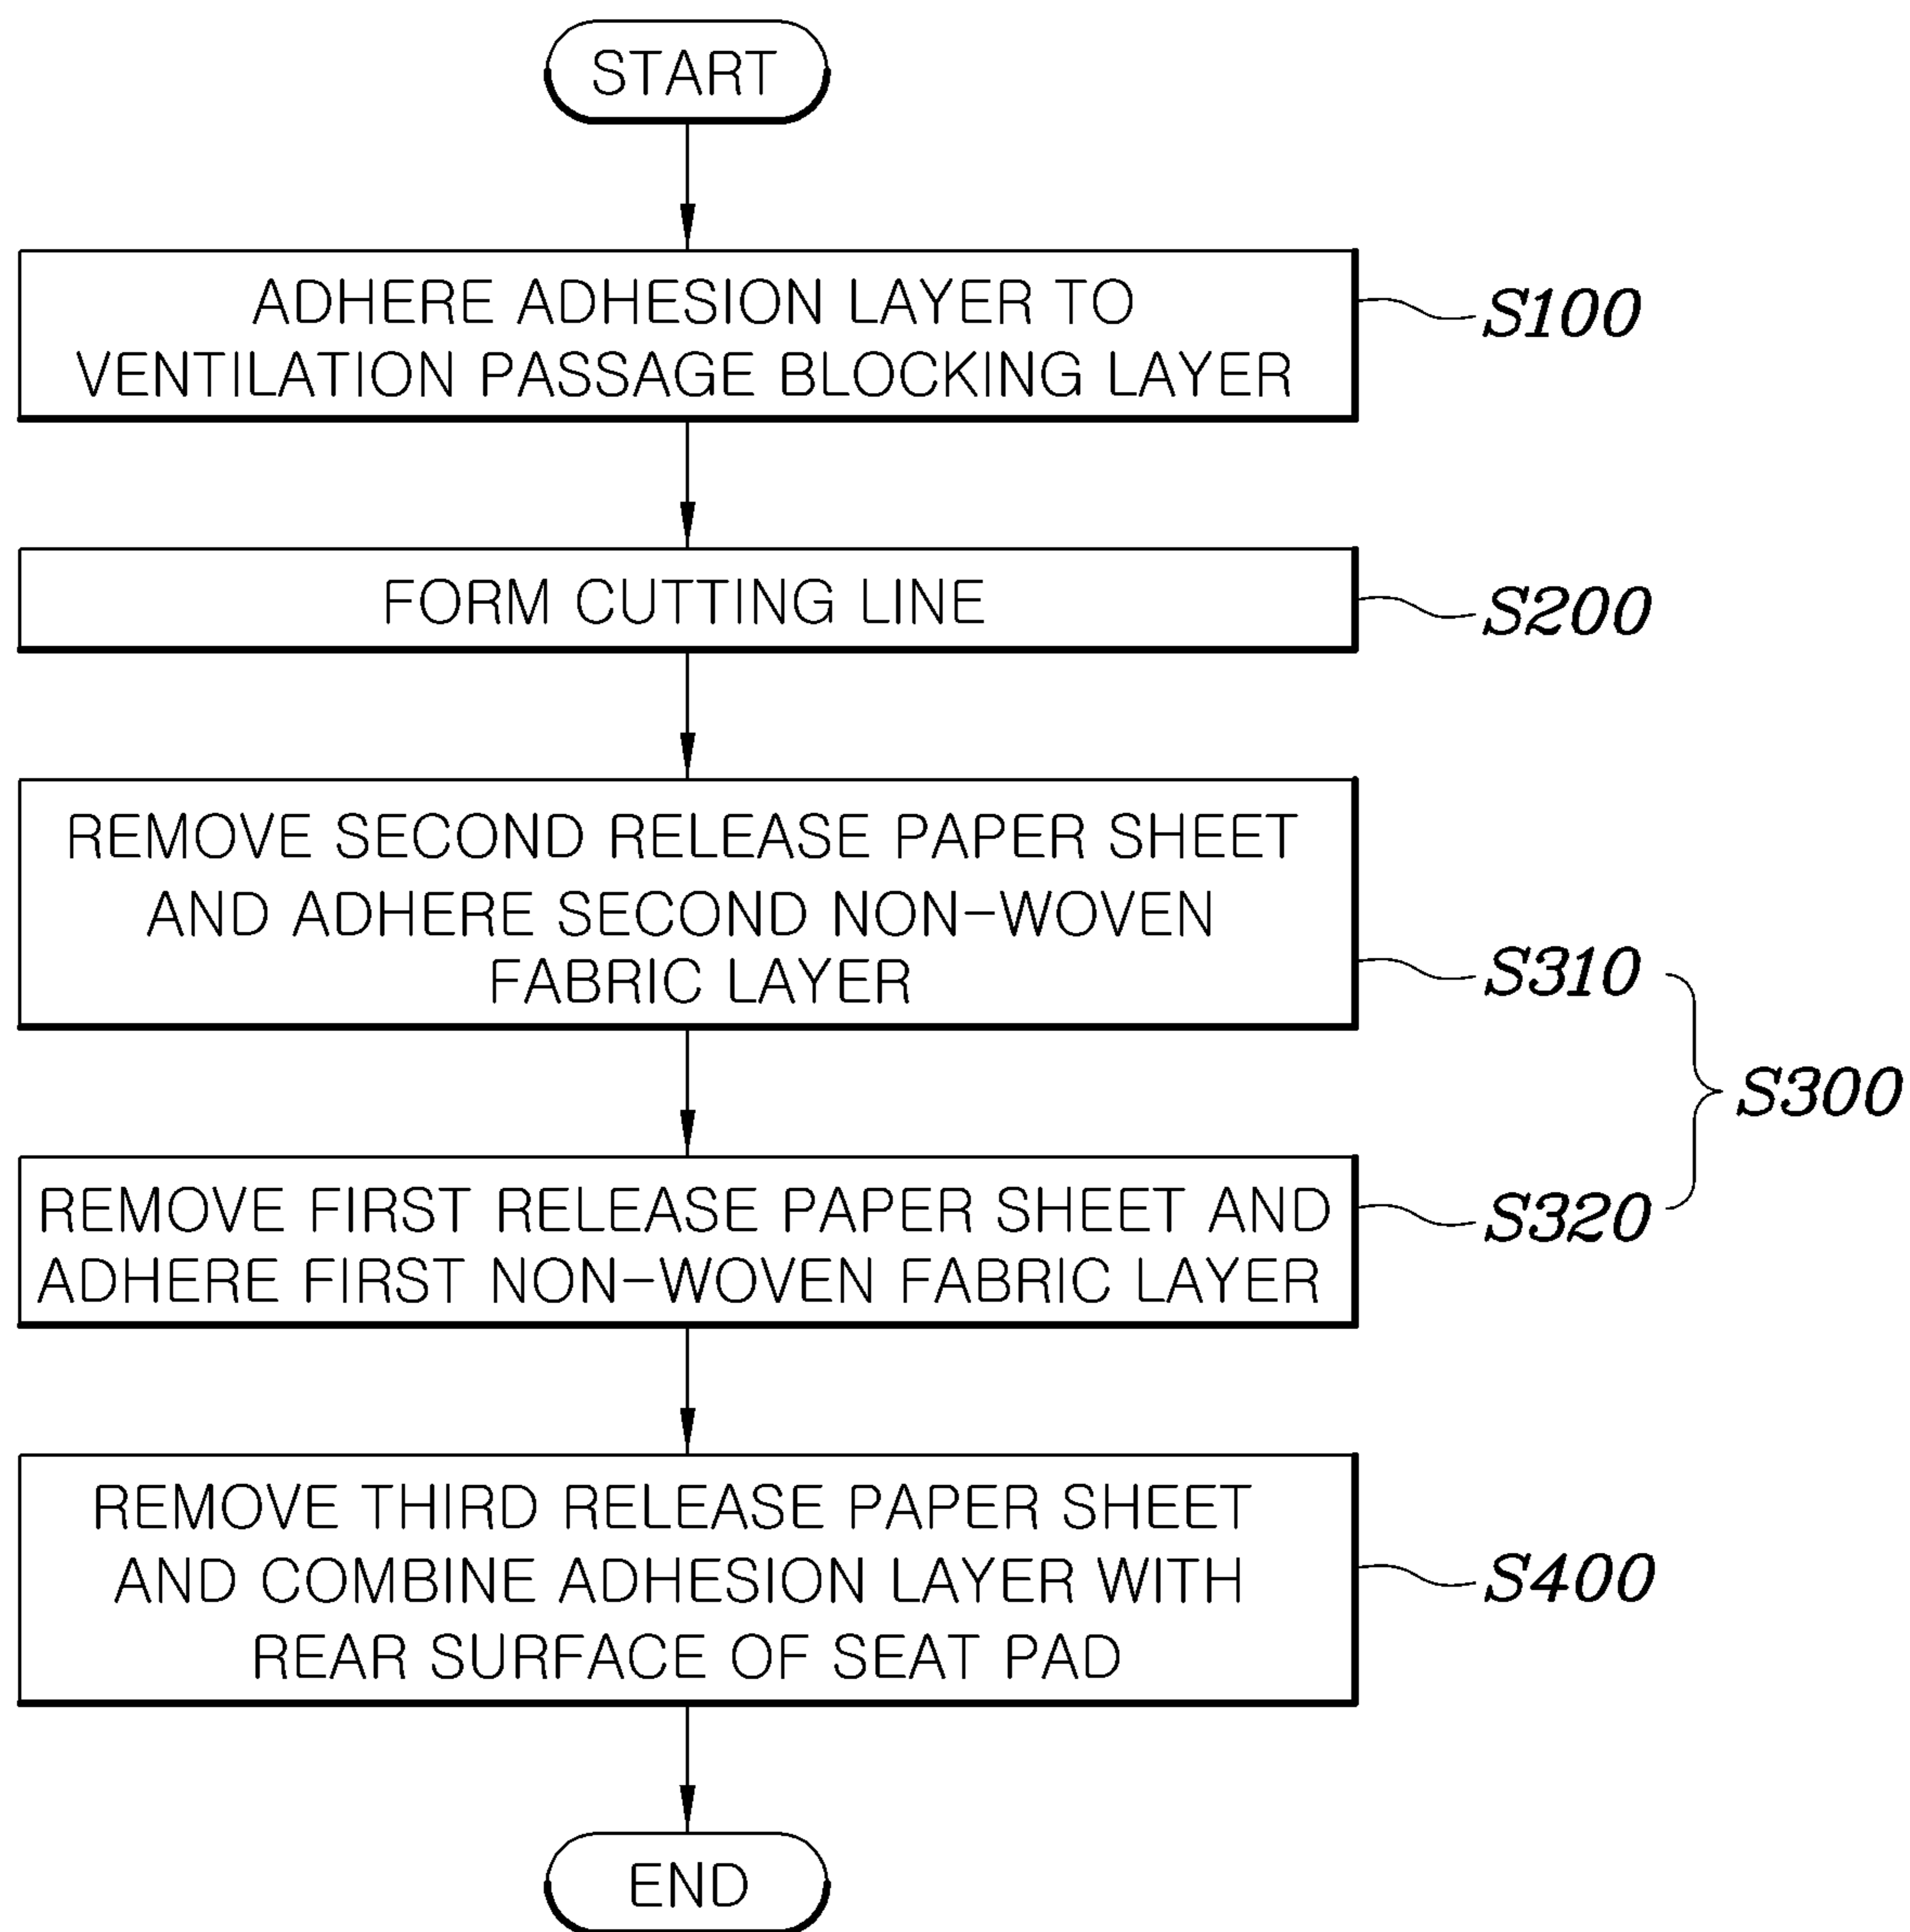 START
ADHERE ADHESION LAYER TO
VENTILATION PASSAGE BLOCKING LAYER
S100
FORM CUTTING LINE
S200
REMOVE SECOND RELEASE PAPER SHEET
AND ADHERE SECOND NON-WOVEN
FABRIC LAYER
S310
S300
REMOVE FIRST RELEASE PAPER SHEET AND
ADHERE FIRST NON-WOVEN FABRIC LAYER
S320
REMOVE THIRD RELEASE PAPER SHEET
AND COMBINE ADHESION LAYER WITH
REAR SURFACE OF SEAT PAD
S400
END